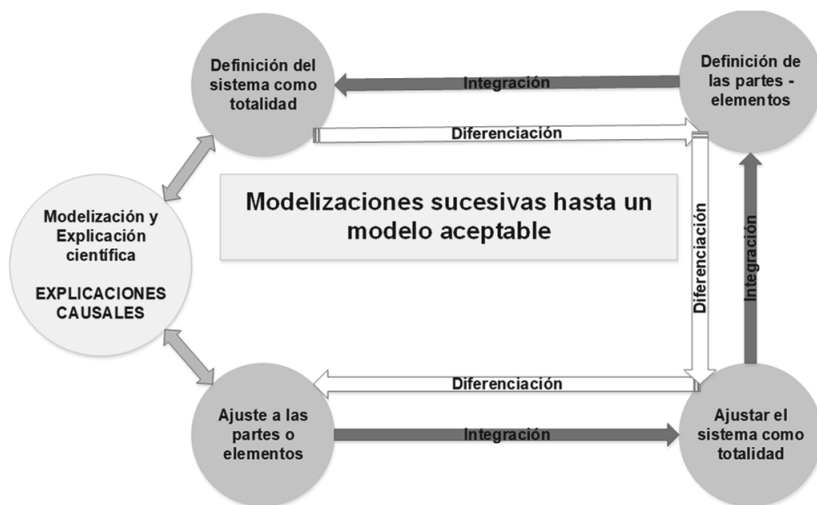 Definición del
sistema como
totalidad
Integración
Definición de
las partes -
elementos
Diferenciación
Modelizaciones sucesivas hasta un
modelo aceptable
Modelización y
Explicación
científica
EXPLICACIONES
CAUSALES
Diferenciación
Integración
Diferenciación
Ajuste a las
partes o
elementos
Integración
Ajustar el
sistema como
totalidad